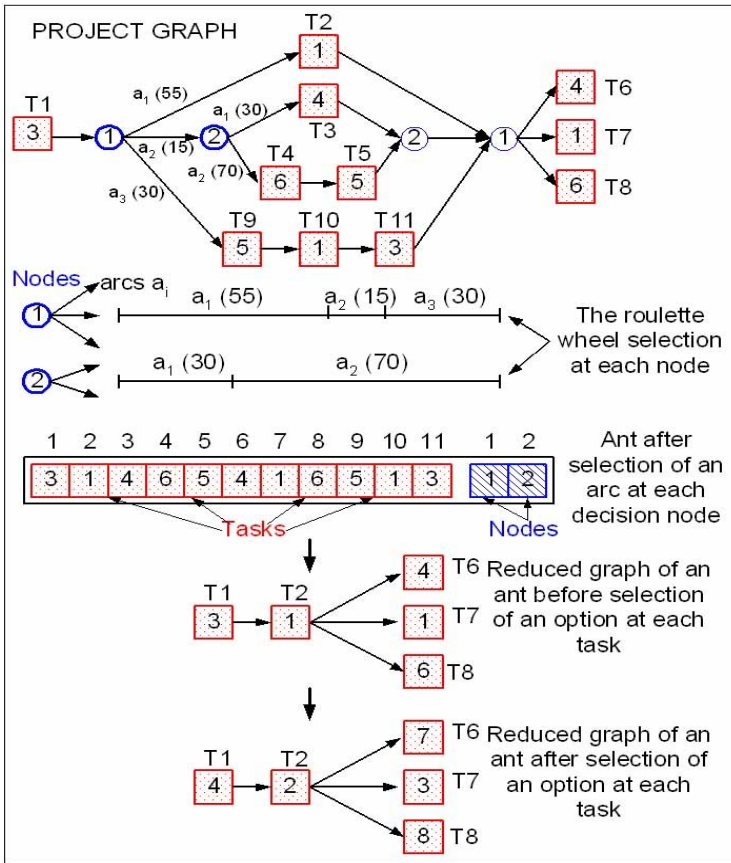 PROJECT GRAPH
T2
1
a₁ (55)
a₁ (30)
4
T3
T1
3
1
a₂ (15)
2
2
1
4 T6
1 T7
6 T8
a₂ (70)
T4
6
T5
5
a₃ (30)
T9
5
T10
1
T11
3
Nodes
arcs aᵢ
1
a₁ (55) a₂ (15) a₃ (30)
The roulette
wheel selection
at each node
2
a₁ (30) a₂ (70)
1 2 3 4 5 6 7 8 9 10 11 1 2
3 1 4 6 5 4 1 6 5 1 3 1 2
Ant after
selection of an
arc at each
decision node
Tasks
Nodes
T1
3
T2
1
4 T6
1 T7
6 T8
Reduced graph of an
ant before selection
of an option at each
task
T1
4
T2
2
7 T6
3 T7
8 T8
Reduced graph of an
ant after selection of
an option at each
task